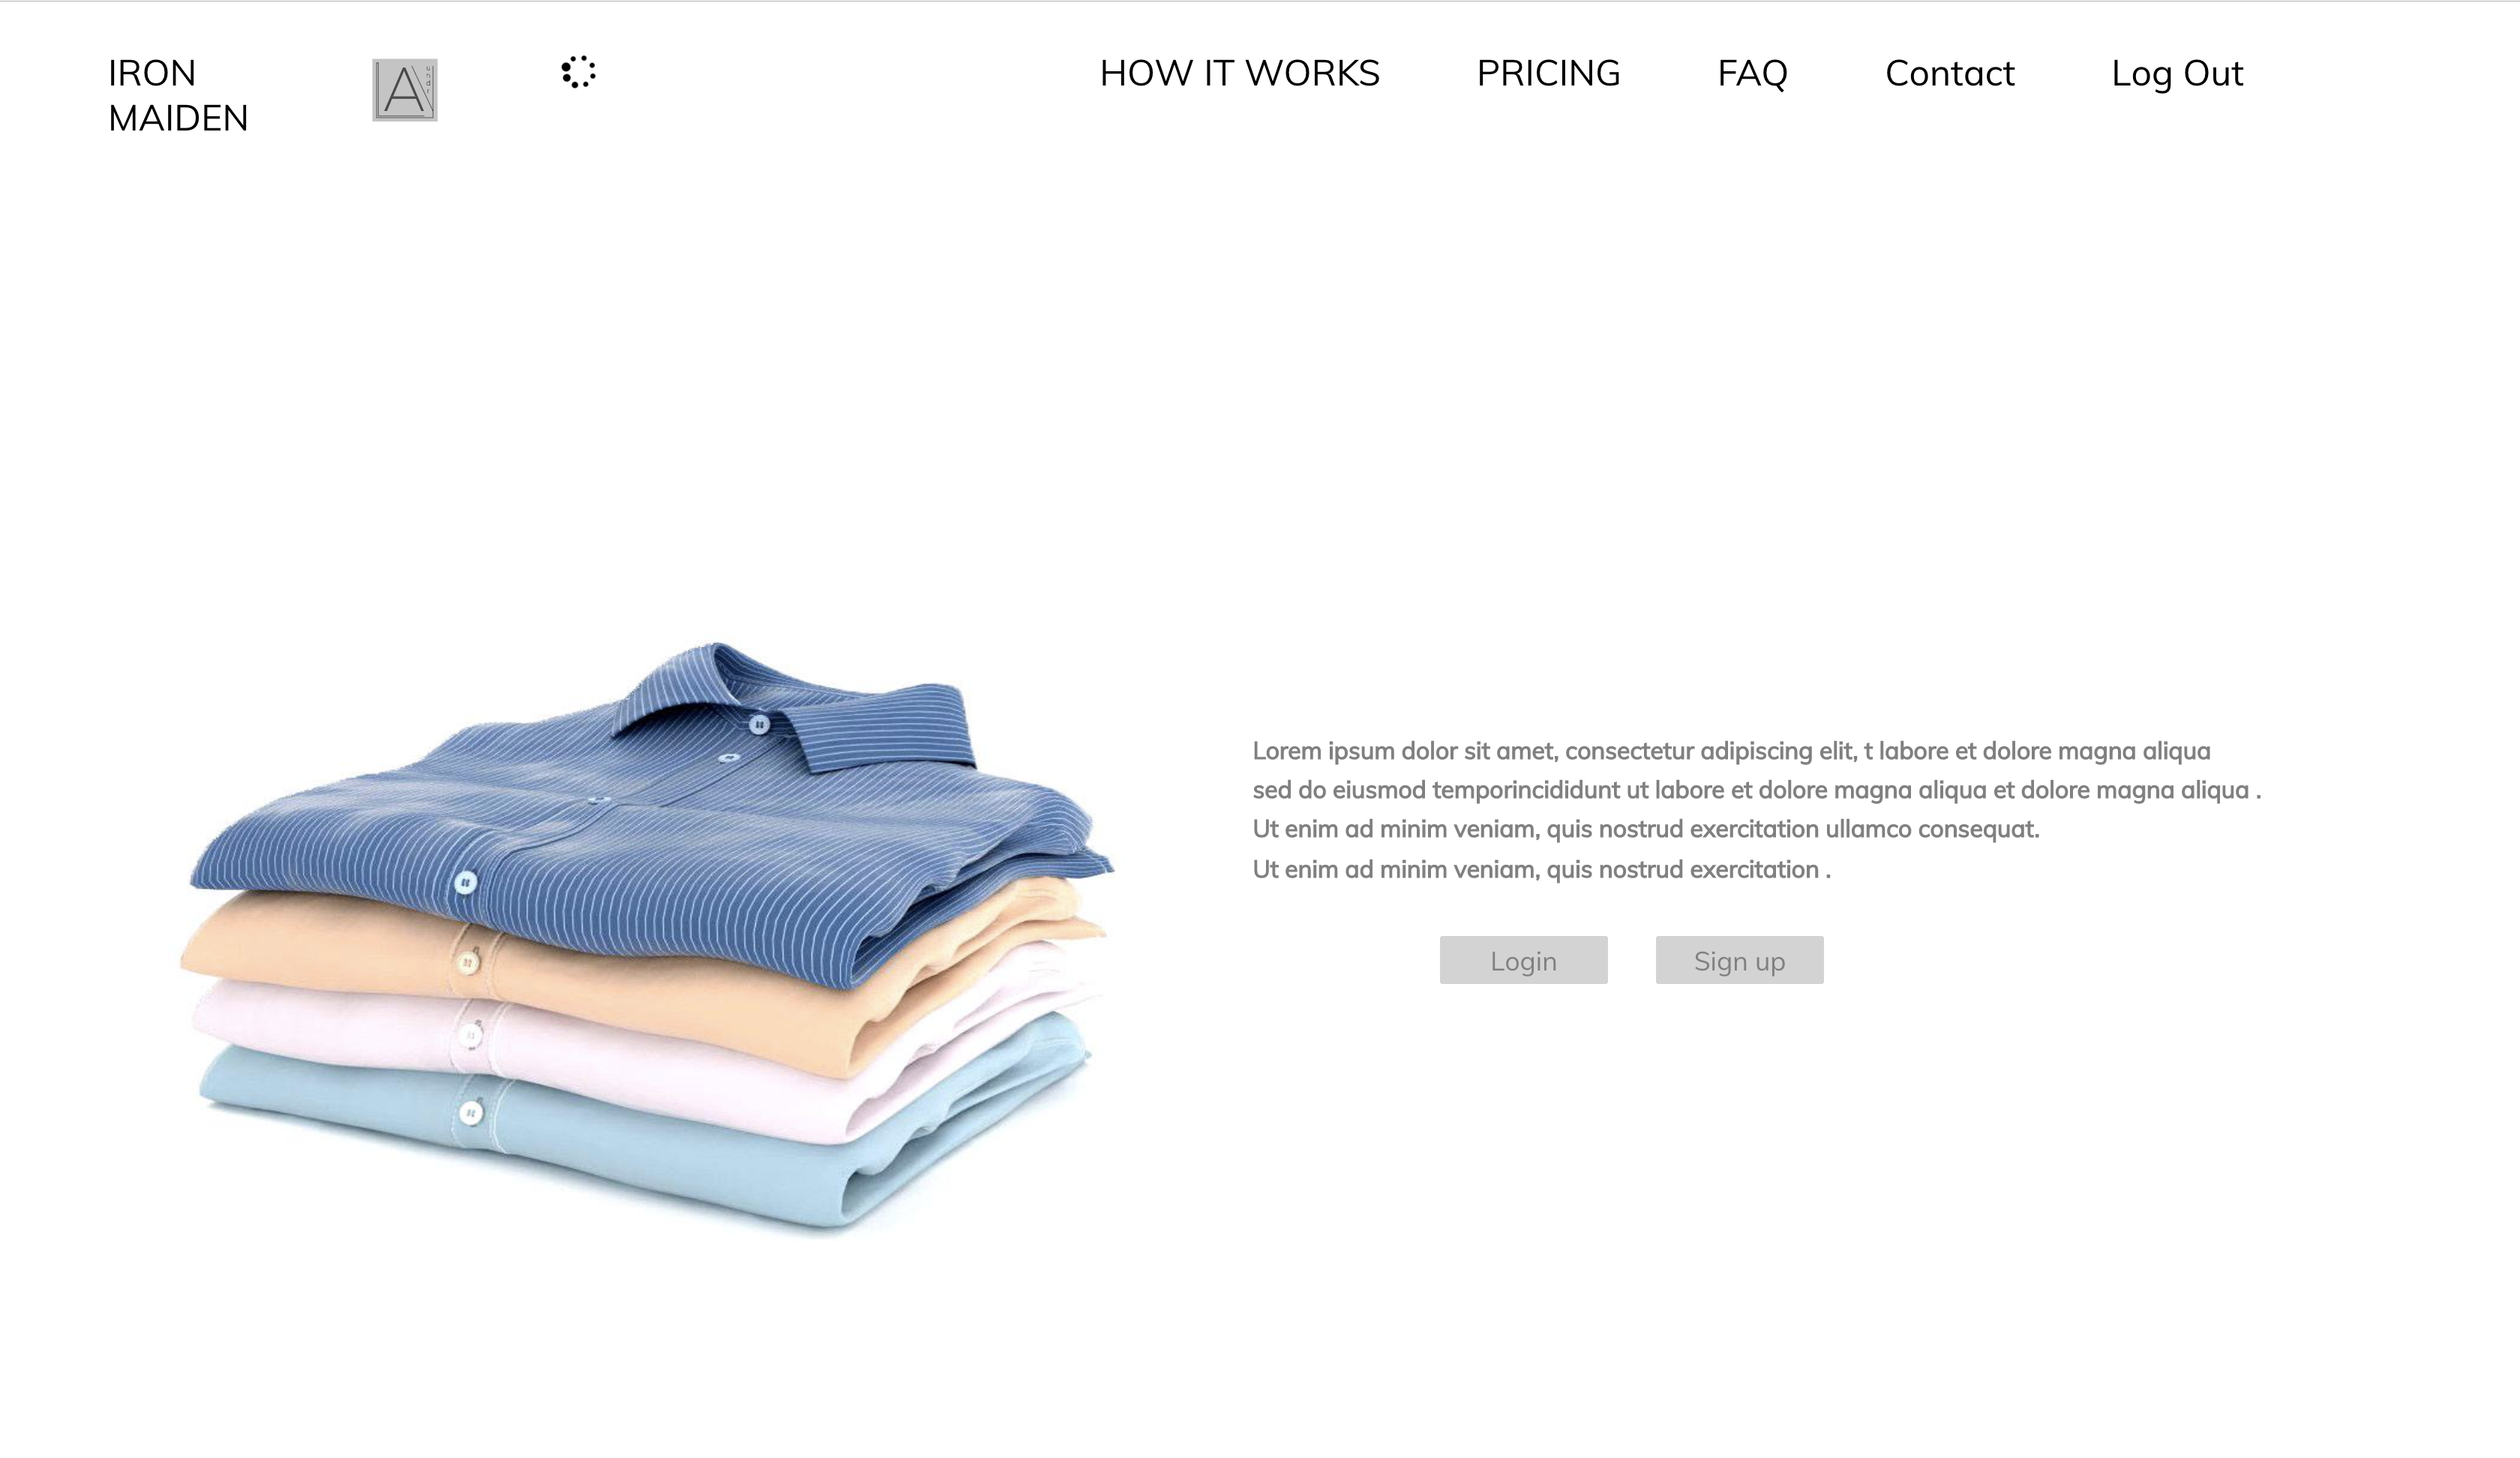 IRON
MAIDEN
A
undr
HOW IT WORKS
PRICING
FAQ
Contact
Log Out
Lorem ipsum dolor sit amet, consectetur adipiscing elit, t labore et dolore magna aliqua
sed do eiusmod temporincididunt ut labore et dolore magna aliqua et dolore magna aliqua .
Ut enim ad minim veniam, quis nostrud exercitation ullamco consequat.
Ut enim ad minim veniam, quis nostrud exercitation .
Login
Sign up